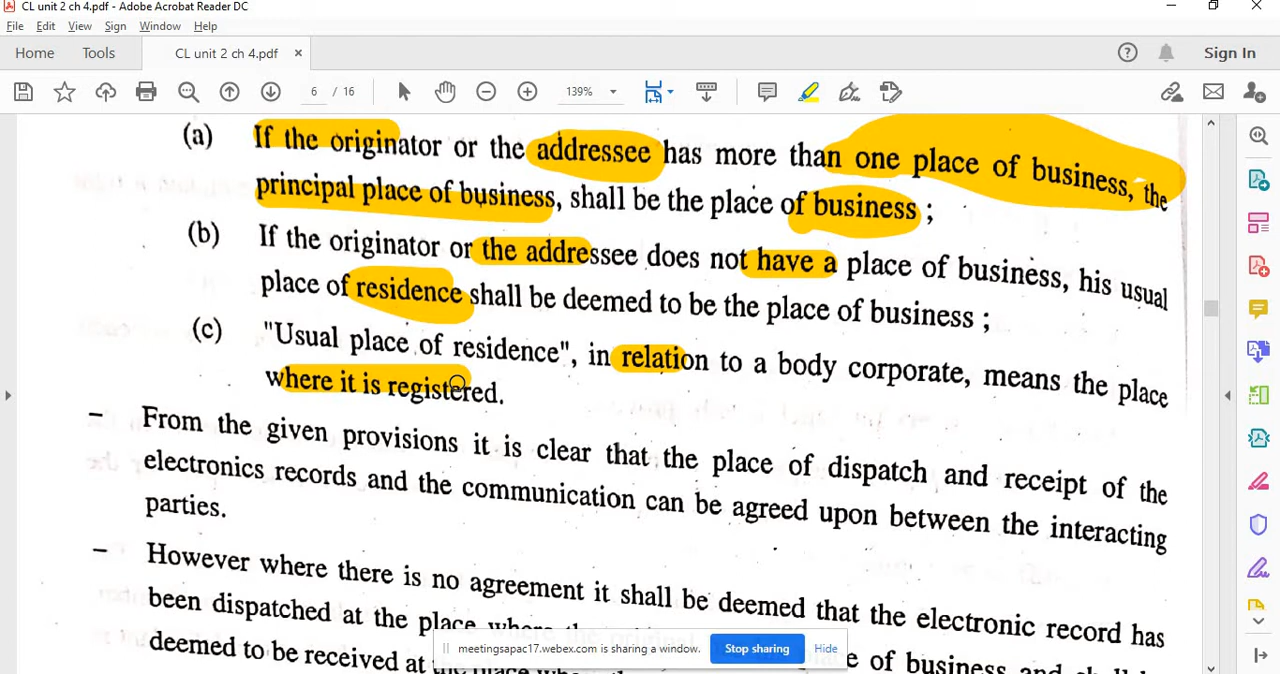 CL unit 2 ch 4.pdf - Adobe Acrobat Reader DC
File Edit View Sign Window Help
Home Tools CL unit 2 ch 4.pdf × Sign In
6 / 16 139%
(a) If the originator or the addressee has more than one place of business, the
principal place of business, shall be the place of business ;
(b) If the originator or the addressee does not have a place of business, his usual
place of residence shall be deemed to be the place of business ;
(c) "Usual place of residence", in relation to a body corporate, means the place
where it is registered.
– From the given provisions it is clear that the place of dispatch and receipt of the
electronics records and the communication can be agreed upon between the interacting
parties.
– However where there is no agreement it shall be deemed that the electronic record has
been dispatched at the place where
meetingsapac17.webex.com is sharing a window. Stop sharing Hide
deemed to be received at the place of business and